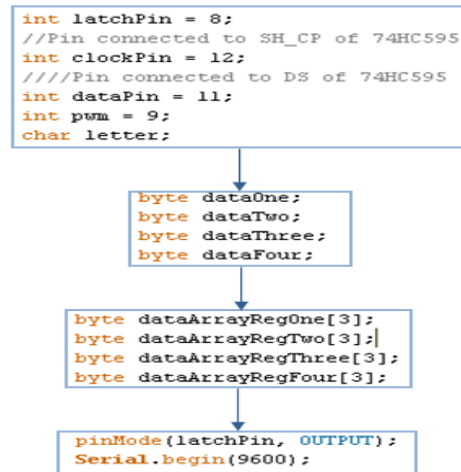 int latchPin = 8;
//Pin connected to SH_CP of 74HC595
int clockPin = 12;
////Pin connected to DS of 74HC595
int dataPin = 11;
int pwm = 9;
char letter;
byte dataOne;
byte dataTwo;
byte dataThree;
byte dataFour;
byte dataArrayRegOne[3];
byte dataArrayRegTwo[3];
byte dataArrayRegThree[3];
byte dataArrayRegFour[3];
pinMode(latchPin, OUTPUT);
Serial.begin(9600);